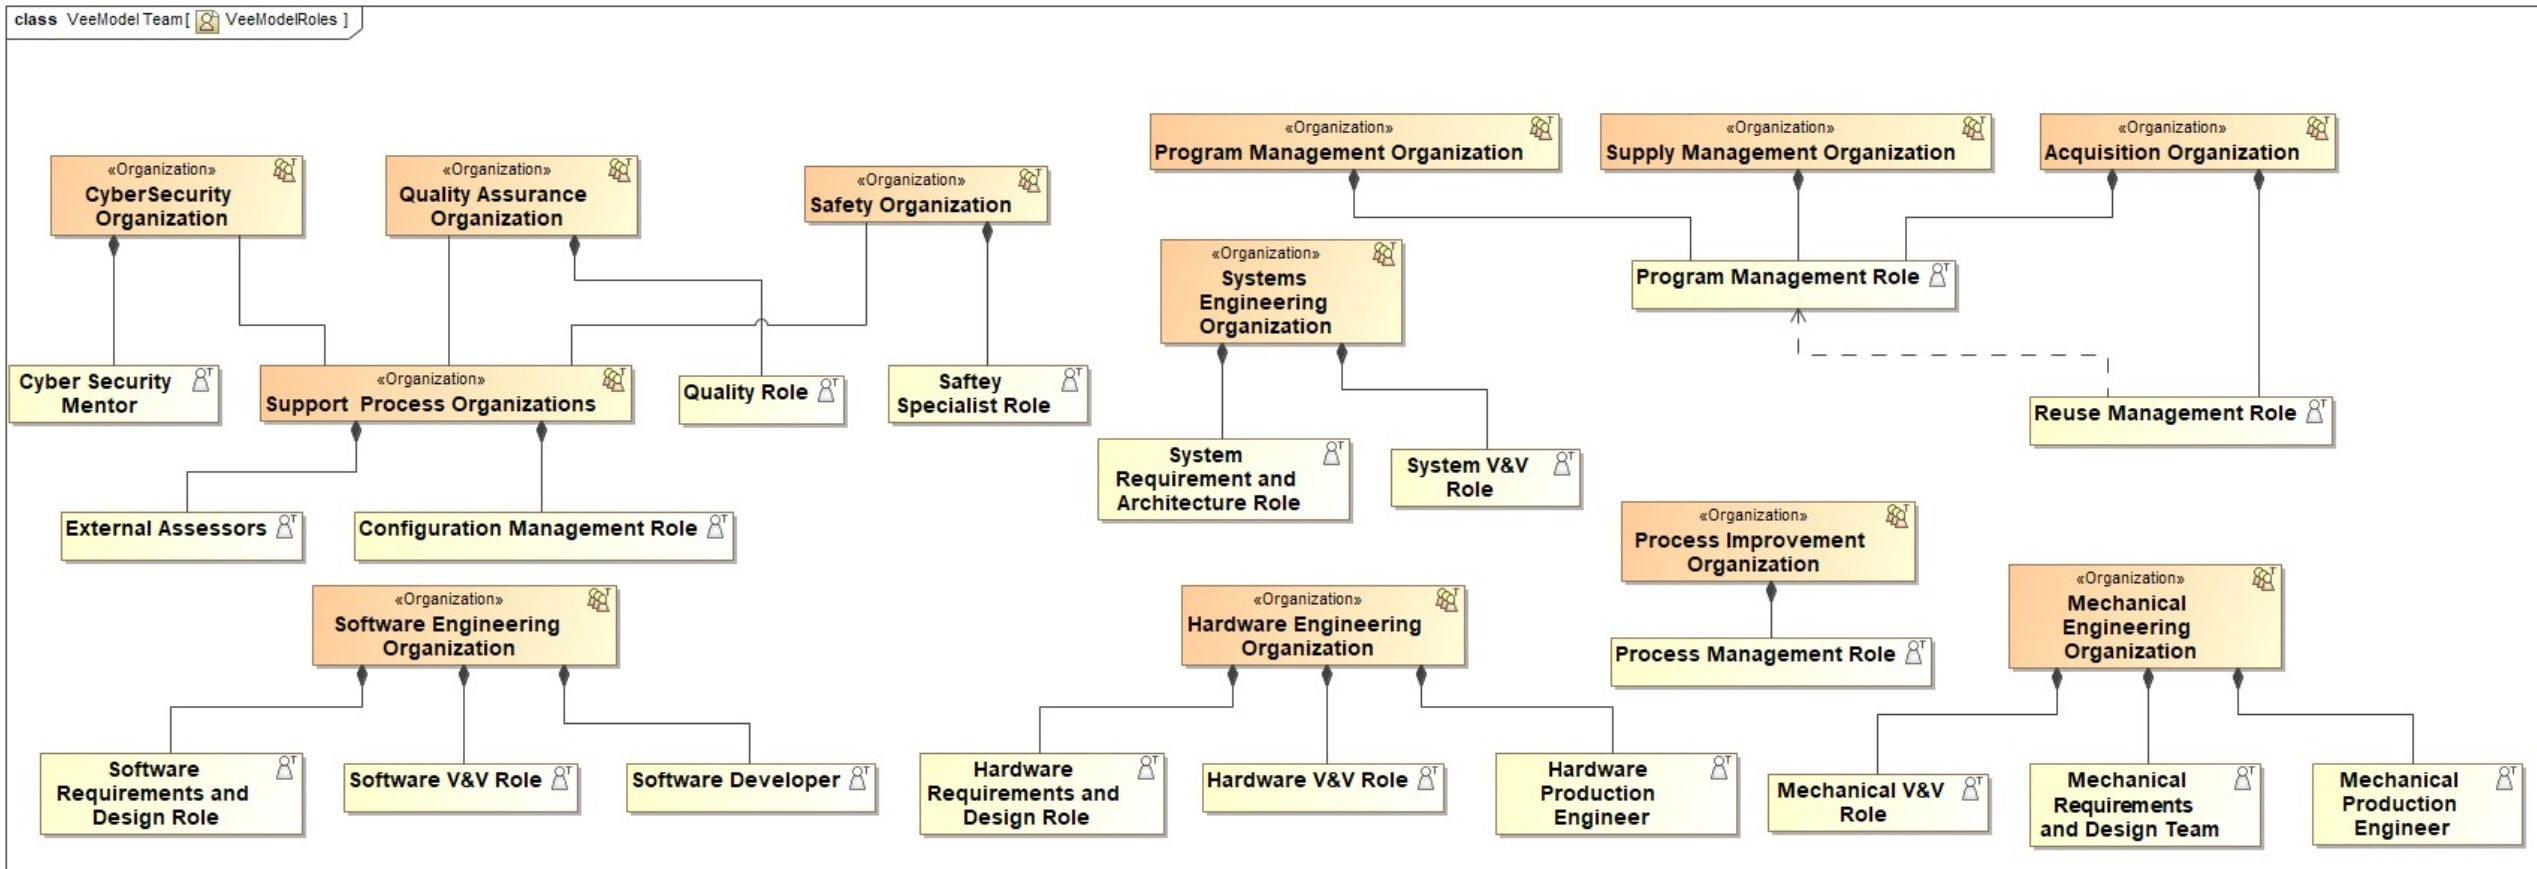 class VeeModel Team[ VeeModelRoles ]
«Organization»
Program Management Organization
«Organization»
Supply Management Organization
«Organization»
Acquisition Organization
«Organization»
CyberSecurity
Organization
«Organization»
Quality Assurance
Organization
«Organization»
Safety Organization
«Organization»
Systems
Engineering
Organization
Program Management Role
Cyber Security
Mentor
«Organization»
Support  Process Organizations
Quality Role
Saftey
Specialist Role
Reuse Management Role
System
Requirement and
Architecture Role
System V&V
Role
External Assessors
Configuration Management Role
«Organization»
Process Improvement
Organization
«Organization»
Software Engineering
Organization
«Organization»
Hardware Engineering
Organization
Process Management Role
«Organization»
Mechanical
Engineering
Organization
Software
Requirements and
Design Role
Software V&V Role
Software Developer
Hardware
Requirements and
Design Role
Hardware V&V Role
Hardware
Production
Engineer
Mechanical V&V
Role
Mechanical
Requirements
and Design Team
Mechanical
Production
Engineer